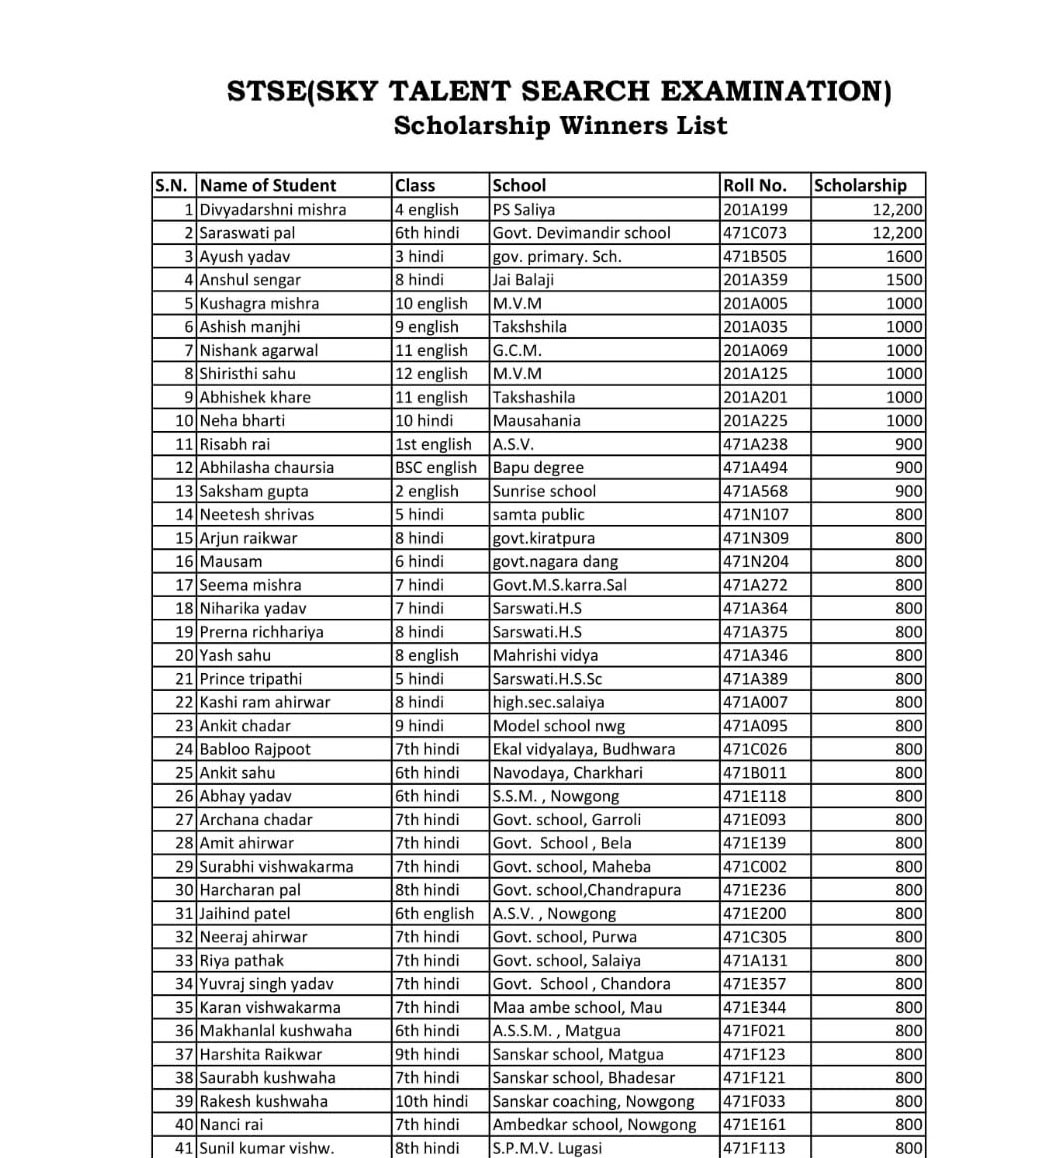 STSE(SKY TALENT SEARCH EXAMINATION)
Scholarship Winners List
S.N. Name of Student Class School Roll No. Scholarship
1 Divyadarshni mishra 4 english PS Saliya 201A199 12,200
2 Saraswati pal 6th hindi Govt. Devimandir school 471C073 12,200
3 Ayush yadav 3 hindi gov. primary. Sch. 471B505 1600
4 Anshul sengar 8 hindi Jai Balaji 201A359 1500
5 Kushagra mishra 10 english M.V.M 201A005 1000
6 Ashish manjhi 9 english Takshshila 201A035 1000
7 Nishank agarwal 11 english G.C.M. 201A069 1000
8 Shiristhi sahu 12 english M.V.M 201A125 1000
9 Abhishek khare 11 english Takshashila 201A201 1000
10 Neha bharti 10 hindi Mausahania 201A225 1000
11 Risabh rai 1st english A.S.V. 471A238 900
12 Abhilasha chaursia BSC english Bapu degree 471A494 900
13 Saksham gupta 2 english Sunrise school 471A568 900
14 Neetesh shrivas 5 hindi samta public 471N107 800
15 Arjun raikwar 8 hindi govt.kiratpura 471N309 800
16 Mausam 6 hindi govt.nagara dang 471N204 800
17 Seema mishra 7 hindi Govt.M.S.karra.Sal 471A272 800
18 Niharika yadav 7 hindi Sarswati.H.S 471A364 800
19 Prerna richhariya 8 hindi Sarswati.H.S 471A375 800
20 Yash sahu 8 english Mahrishi vidya 471A346 800
21 Prince tripathi 5 hindi Sarswati.H.S.Sc 471A389 800
22 Kashi ram ahirwar 8 hindi high.sec.salaiya 471A007 800
23 Ankit chadar 9 hindi Model school nwg 471A095 800
24 Babloo Rajpoot 7th hindi Ekal vidyalaya, Budhwara 471C026 800
25 Ankit sahu 6th hindi Navodaya, Charkhari 471B011 800
26 Abhay yadav 6th hindi S.S.M. , Nowgong 471E118 800
27 Archana chadar 7th hindi Govt. school, Garroli 471E093 800
28 Amit ahirwar 7th hindi Govt. School , Bela 471E139 800
29 Surabhi vishwakarma 7th hindi Govt. school, Maheba 471C002 800
30 Harcharan pal 8th hindi Govt. school,Chandrapura 471E236 800
31 Jaihind patel 6th english A.S.V. , Nowgong 471E200 800
32 Neeraj ahirwar 7th hindi Govt. school, Purwa 471C305 800
33 Riya pathak 7th hindi Govt. school, Salaiya 471A131 800
34 Yuvraj singh yadav 7th hindi Govt. School , Chandora 471E357 800
35 Karan vishwakarma 7th hindi Maa ambe school, Mau 471E344 800
36 Makhanlal kushwaha 6th hindi A.S.S.M. , Matgua 471F021 800
37 Harshita Raikwar 9th hindi Sanskar school, Matgua 471F123 800
38 Saurabh kushwaha 7th hindi Sanskar school, Bhadesar 471F121 800
39 Rakesh kushwaha 10th hindi Sanskar coaching, Nowgong 471F033 800
40 Nanci rai 7th hindi Ambedkar school, Nowgong 471E161 800
41 Sunil kumar vishw. 8th hindi S.P.M.V. Lugasi 471F113 800